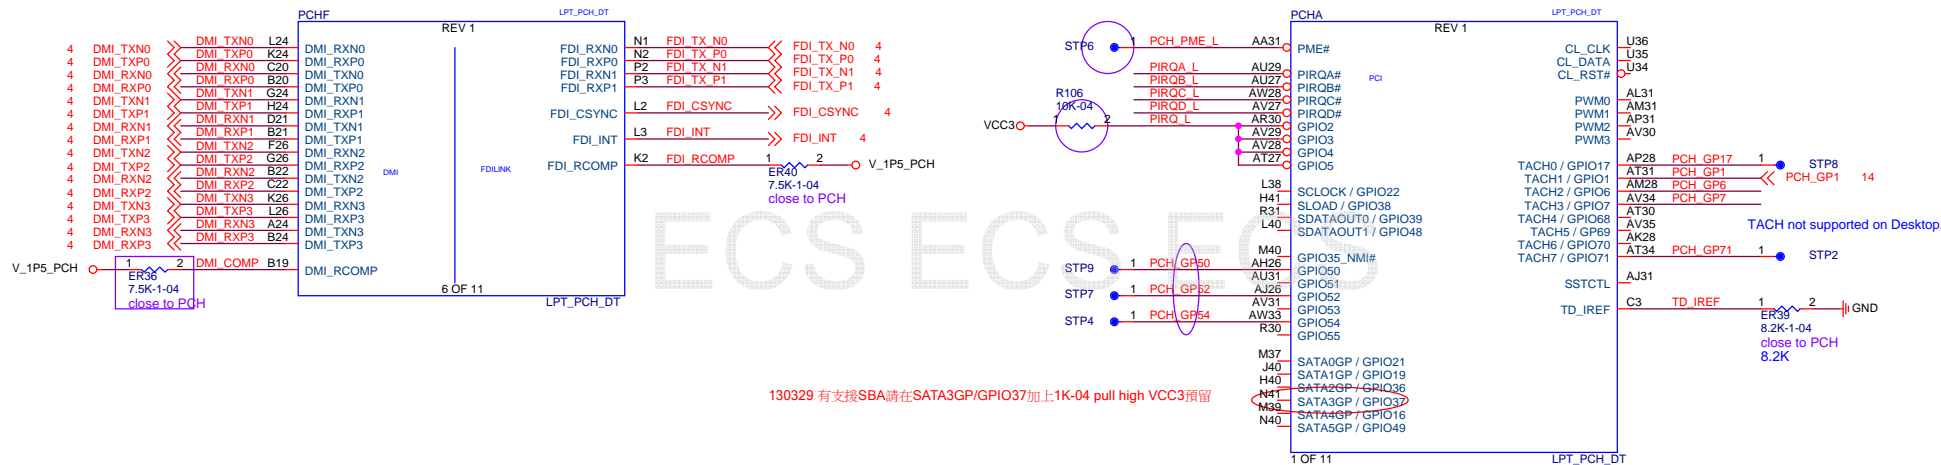 PCHF LPT_PCH_DT
REV 1
4 DMI_TXN0 DMI_TXN0 L24 DMI_RXN0
4 DMI_TXP0 DMI_TXP0 K24 DMI_RXP0
4 DMI_RXN0 DMI_RXN0 C20 DMI_TXN0
4 DMI_RXP0 DMI_RXP0 B20 DMI_TXP0
4 DMI_TXN1 DMI_TXN1 G24 DMI_RXN1
4 DMI_TXP1 DMI_TXP1 H24 DMI_RXP1
4 DMI_RXN1 DMI_RXN1 D21 DMI_TXN1
4 DMI_RXP1 DMI_RXP1 B21 DMI_TXP1
4 DMI_TXN2 DMI_TXN2 F26 DMI_RXN2
4 DMI_TXP2 DMI_TXP2 G26 DMI_RXP2
4 DMI_RXN2 DMI_RXN2 B22 DMI_TXN2
4 DMI_RXP2 DMI_RXP2 C22 DMI_TXP2
4 DMI_TXN3 DMI_TXN3 K26 DMI_RXN3
4 DMI_TXP3 DMI_TXP3 L26 DMI_RXP3
4 DMI_RXN3 DMI_RXN3 A24 DMI_TXN3
4 DMI_RXP3 DMI_RXP3 B24 DMI_TXP3
V_1P5_PCH 1 2 DMI_COMP B19 DMI_RCOMP
ER36
7.5K-1-04
close to PCH
DMI
FDILINK
FDI_RXN0 N1 FDI_TX_N0 FDI_TX_N0 4
FDI_RXP0 N2 FDI_TX_P0 FDI_TX_P0 4
FDI_RXN1 P2 FDI_TX_N1 FDI_TX_N1 4
FDI_RXP1 P3 FDI_TX_P1 FDI_TX_P1 4
FDI_CSYNC L2 FDI_CSYNC FDI_CSYNC 4
FDI_INT L3 FDI_INT FDI_INT 4
FDI_RCOMP K2 FDI_RCOMP 1 2 V_1P5_PCH
ER40
7.5K-1-04
close to PCH
6 OF 11
LPT_PCH_DT
ECS ECS ECS
PCHA LPT_PCH_DT
REV 1
STP6 1 PCH_PME_L AA31 PME#
PIRQA_L AU29 PIRQA#
PIRQB_L AU27 PIRQB#
PIRQC_L AW28 PIRQC#
PIRQD_L AV27 PIRQD#
R106
10K-04
VCC3 1 2 PIRQ_L AR30 GPIO2
AV29 GPIO3
AV28 GPIO4
AT27 GPIO5
PCI
L38 SCLOCK / GPIO22
H41 SLOAD / GPIO38
R31 SDATAOUT0 / GPIO39
L40 SDATAOUT1 / GPIO48
M40 GPIO35_NMI#
STP9 1 PCH_GP50 AH26 GPIO50
AU31 GPIO51
STP7 1 PCH_GP52 AJ26 GPIO52
AV31 GPIO53
STP4 1 PCH_GP54 AW33 GPIO54
R30 GPIO55
M37 SATA0GP / GPIO21
J40 SATA1GP / GPIO19
H40 SATA2GP / GPIO36
N41 SATA3GP / GPIO37
M39 SATA4GP / GPIO16
N40 SATA5GP / GPIO49
130329 有支援SBA請在SATA3GP/GPIO37加上1K-04 pull high VCC3預留
CL_CLK U36
CL_DATA U35
CL_RST# U34
PWM0 AL31
PWM1 AM31
PWM2 AP31
PWM3 AV30
TACH0 / GPIO17 AP28 PCH_GP17 1 STP8
TACH1 / GPIO1 AT31 PCH_GP1 PCH_GP1 14
TACH2 / GPIO6 AM28 PCH_GP6
TACH3 / GPIO7 AV34 PCH_GP7
TACH4 / GPIO68 AT30
TACH5 / GP69 AV35
TACH6 / GPIO70 AK28
TACH7 / GPIO71 AT34 PCH_GP71 1 STP2
TACH not supported on Desktop
SSTCTL AJ31
TD_IREF C3 TD_IREF 1 2 GND
ER39
8.2K-1-04
close to PCH
8.2K
1 OF 11
LPT_PCH_DT